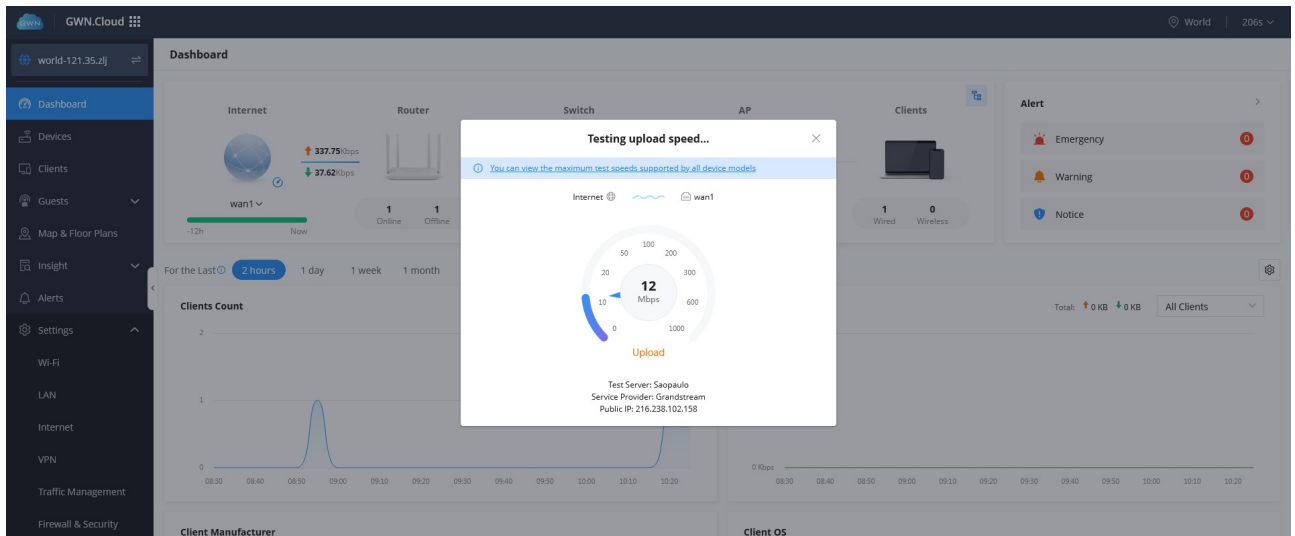 GWN GWN.Cloud World 206s
world-121.35.zlj
Dashboard
Devices
Clients
Guests
Map & Floor Plans
Insight
Alerts
Settings
Wi-Fi
LAN
Internet
VPN
Traffic Management
Firewall & Security
Dashboard
Internet Router Switch AP Clients
337.75Kbps
37.62Kbps
wan1
-12h Now
1 1
Online Offline
1 0
Wired Wireless
Alert
Emergency 0
Warning 0
Notice 0
Testing upload speed...
You can view the maximum test speeds supported by all device models
Internet wan1
0
10
20
50
100
200
300
600
1000
12
Mbps
Upload
Test Server: Saopaulo
Service Provider: Grandstream
Public IP: 216.238.102.158
For the Last 2 hours 1 day 1 week 1 month
Clients Count
2
1
0
08:30 08:40 08:50 09:00 09:10 09:20 09:30 09:40 09:50 10:00 10:10 10:20
Total: 0 KB 0 KB All Clients
0 Kbps
08:30 08:40 08:50 09:00 09:10 09:20 09:30 09:40 09:50 10:00 10:10 10:20
Client Manufacturer
Client OS